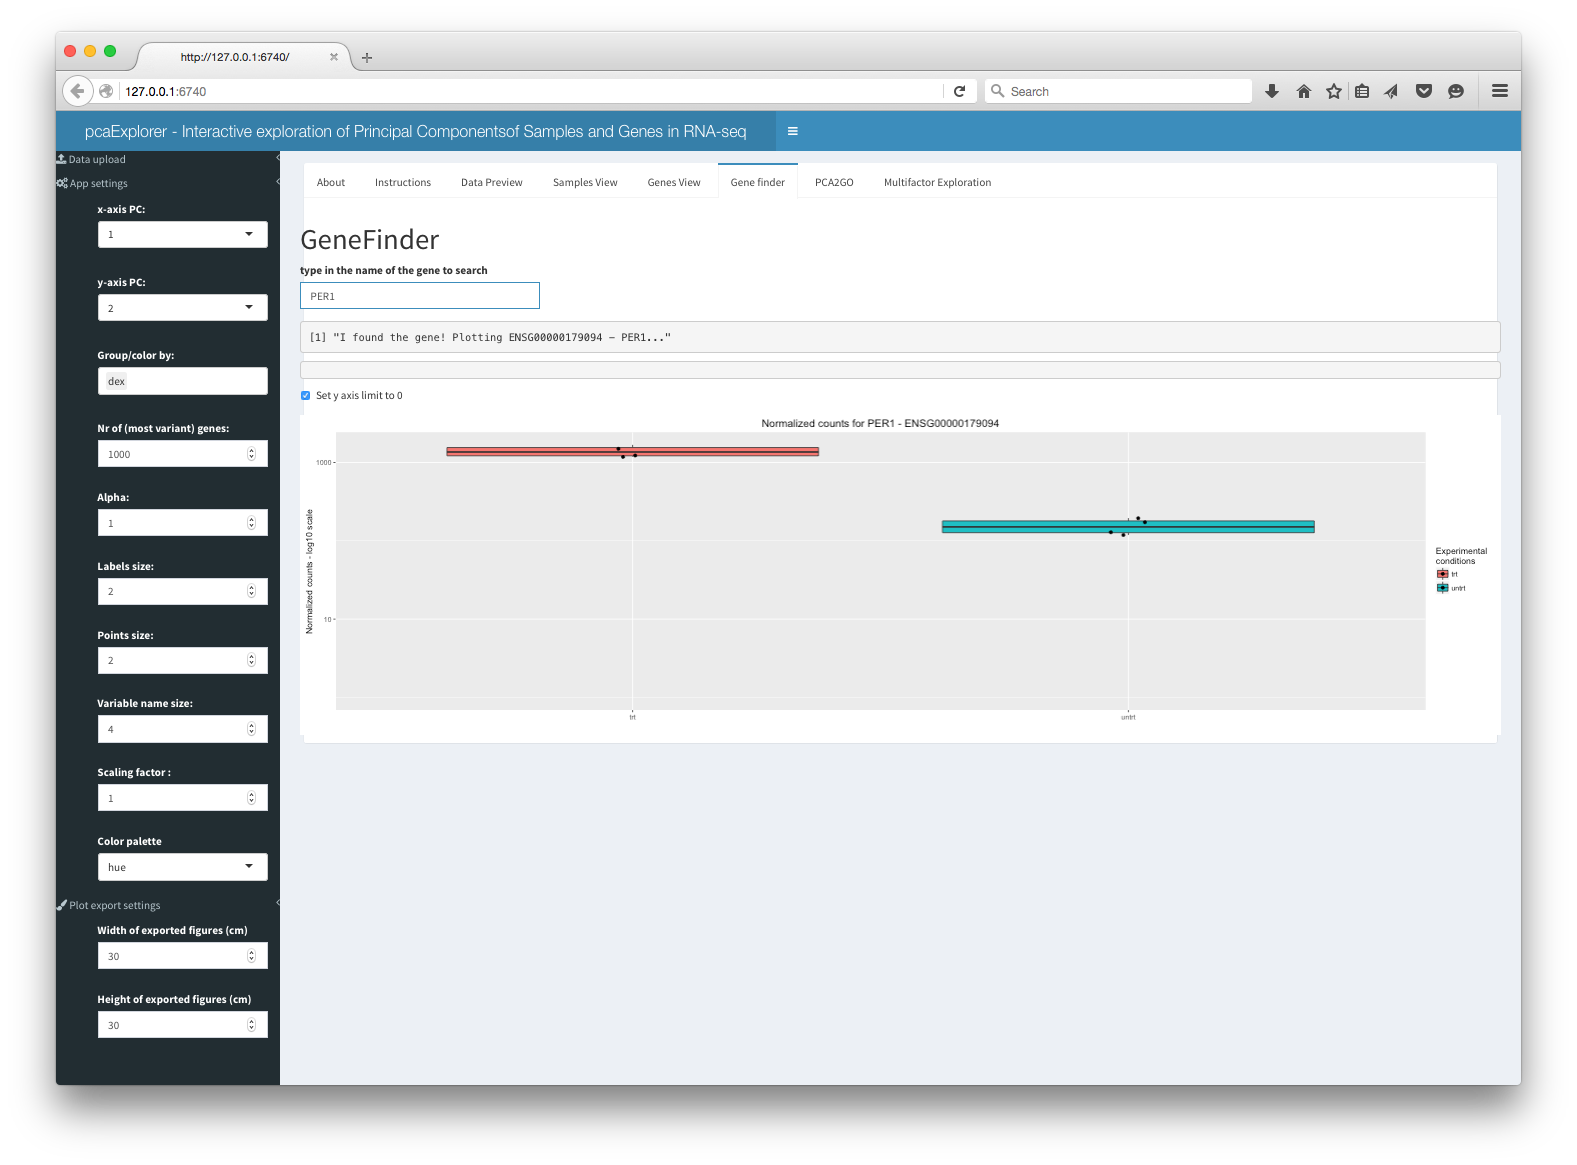 http://127.0.0.1:6740/
127.0.0.1:6740
Search
pcaExplorer - Interactive exploration of Principal Componentsof Samples and Genes in RNA-seq
Data upload
App settings
x-axis PC:
1
y-axis PC:
2
Group/color by:
dex
Nr of (most variant) genes:
1000
Alpha:
1
Labels size:
2
Points size:
2
Variable name size:
4
Scaling factor :
1
Color palette
hue
Plot export settings
Width of exported figures (cm)
30
Height of exported figures (cm)
30
About Instructions Data Preview Samples View Genes View Gene finder PCA2GO Multifactor Exploration
GeneFinder
type in the name of the gene to search
PER1
[1] "I found the gene! Plotting ENSG00000179094 - PER1..."
Set y axis limit to 0
Normalized counts for PER1 - ENSG00000179094
Normalized counts - log10 scale
1000
10
trt untrt
Experimental
conditions
trt
untrt